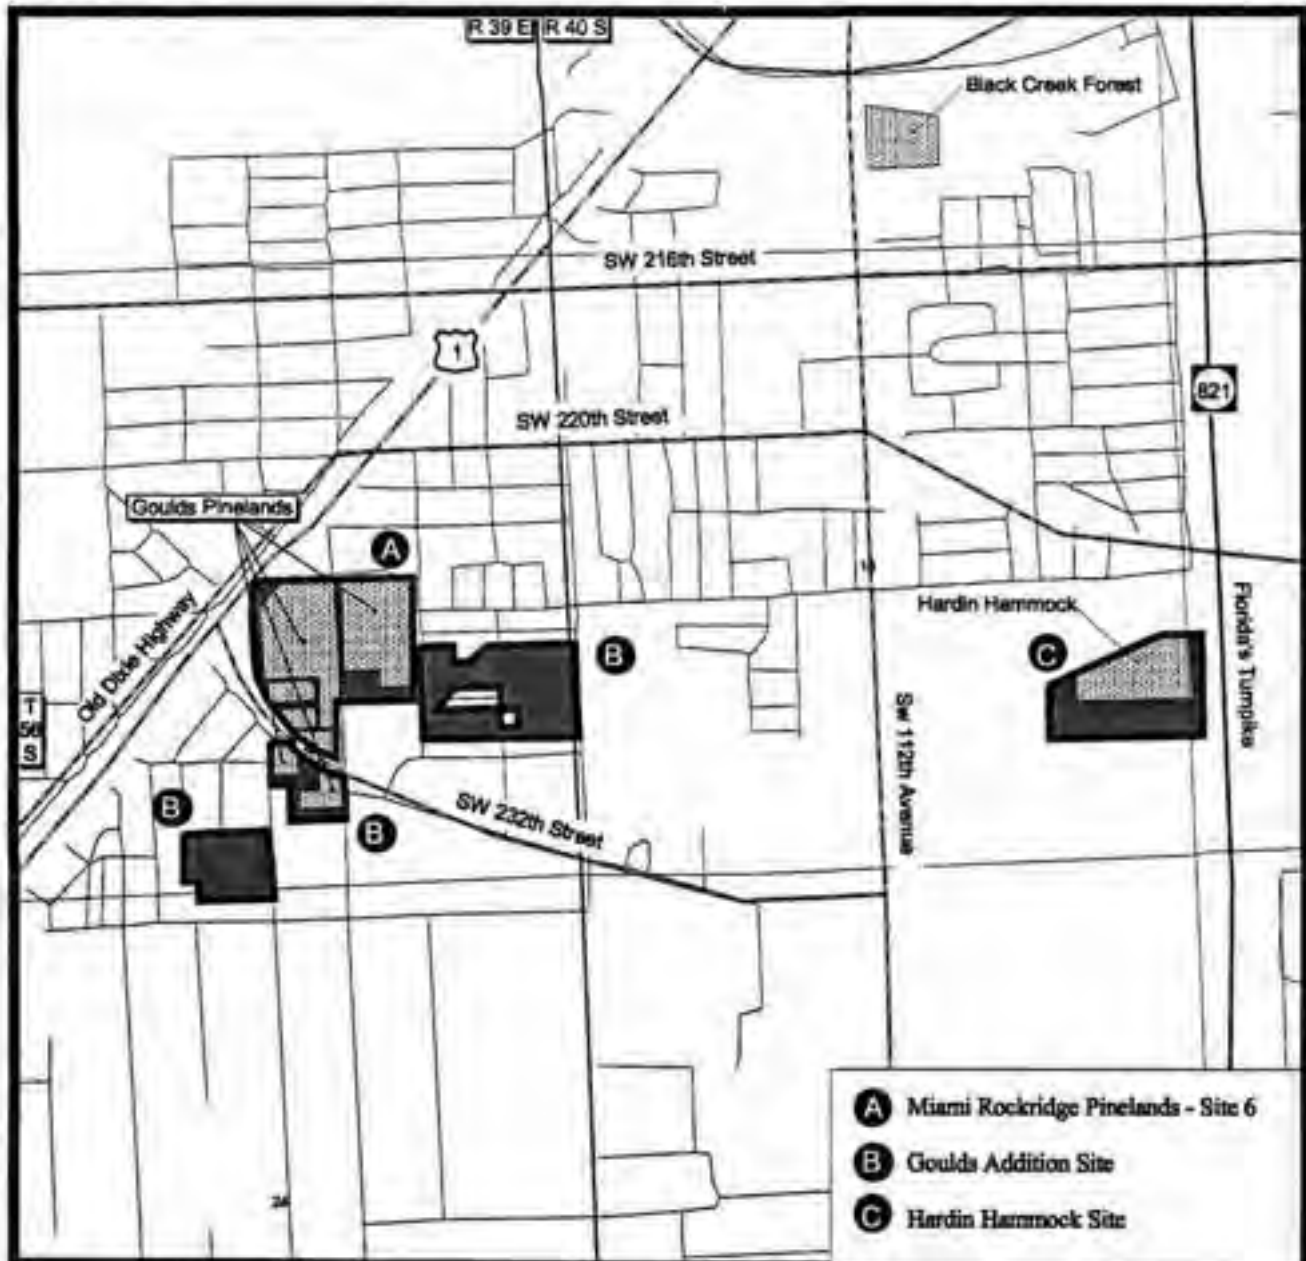 R 39 E R 40 S
Black Creek Forest
SW 216th Street
1
821
SW 220th Street
Goulds Pinelands
A
Hardin Hammock
Old Dixie Highway
B
C
Florida's Turnpike
T
56
S
Sw 112th Avenue
SW 232th Street
B
B
A Miami Rockridge Pinelands - Site 6
B Goulds Addition Site
C Hardin Hammock Site